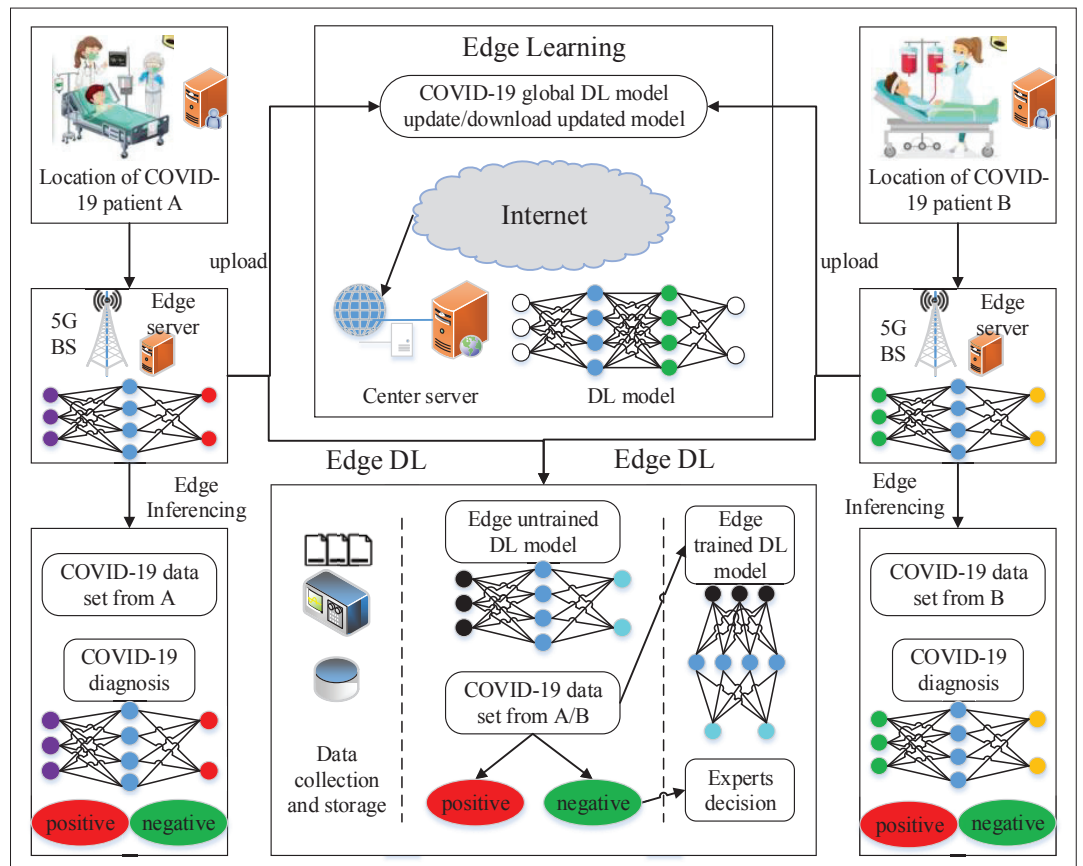 Edge Learning
COVID-19 global DL model
update/download updated model
Location of COVID-
19 patient A
Location of COVID-
19 patient B
Internet
upload
upload
5G
BS
Edge
server
Center server
DL model
5G
BS
Edge
server
Edge DL
Edge DL
Edge
Inferencing
Edge
Inferencing
COVID-19 data
set from A
COVID-19
diagnosis
positive
negative
Data
collection
and storage
Edge untrained
DL model
COVID-19 data
set from A/B
positive
negative
Edge
trained DL
model
Experts
decision
COVID-19 data
set from B
COVID-19
diagnosis
positive
negative